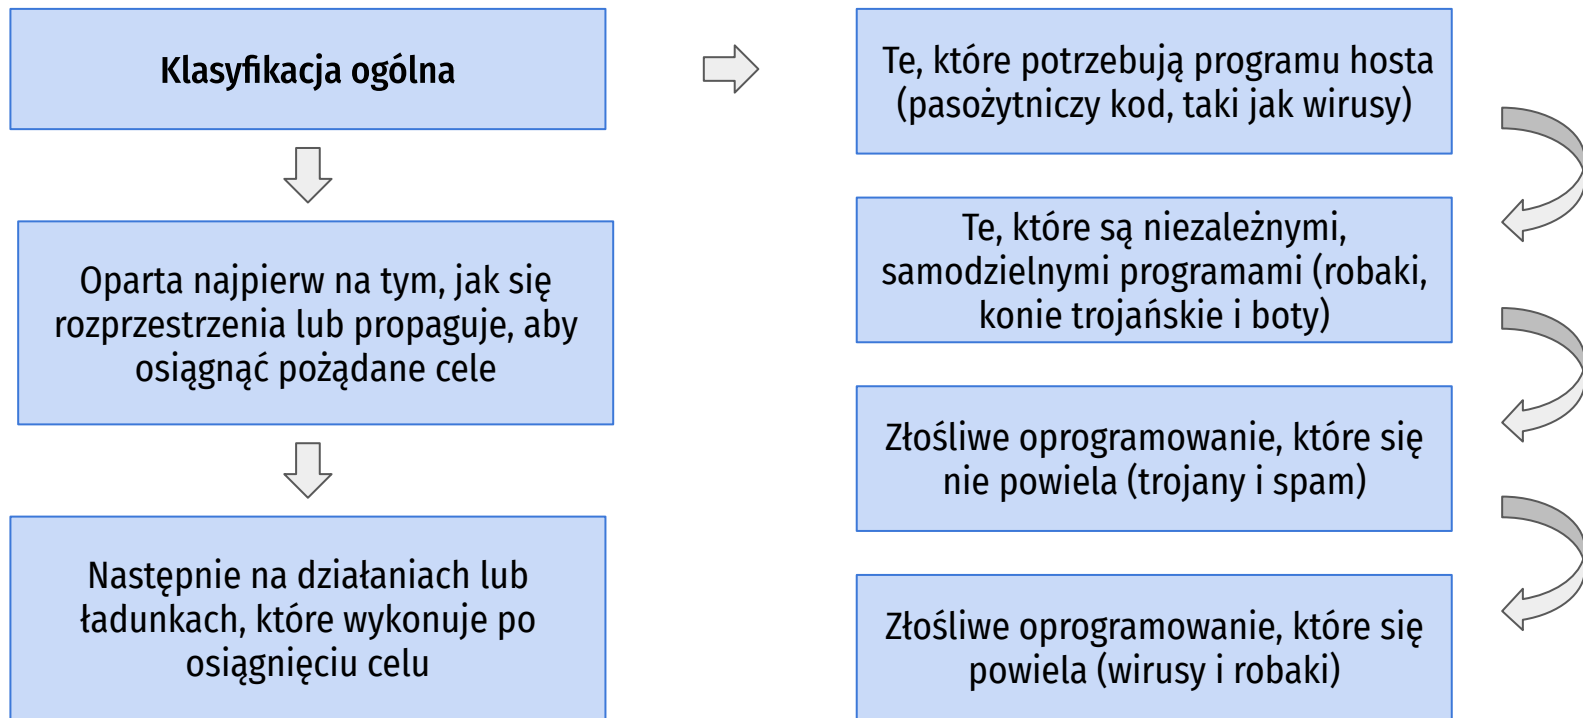 Klasyfikacja ogólna
Oparta najpierw na tym, jak się
rozprzestrzenia lub propaguje, aby
osiągnąć pożądane cele
Następnie na działaniach lub
ładunkach, które wykonuje po
osiągnięciu celu
Te, które potrzebują programu hosta
(pasożytniczy kod, taki jak wirusy)
Te, które są niezależnymi,
samodzielnymi programami (robaki,
konie trojańskie i boty)
Złośliwe oprogramowanie, które się
nie powiela (trojany i spam)
Złośliwe oprogramowanie, które się
powiela (wirusy i robaki)